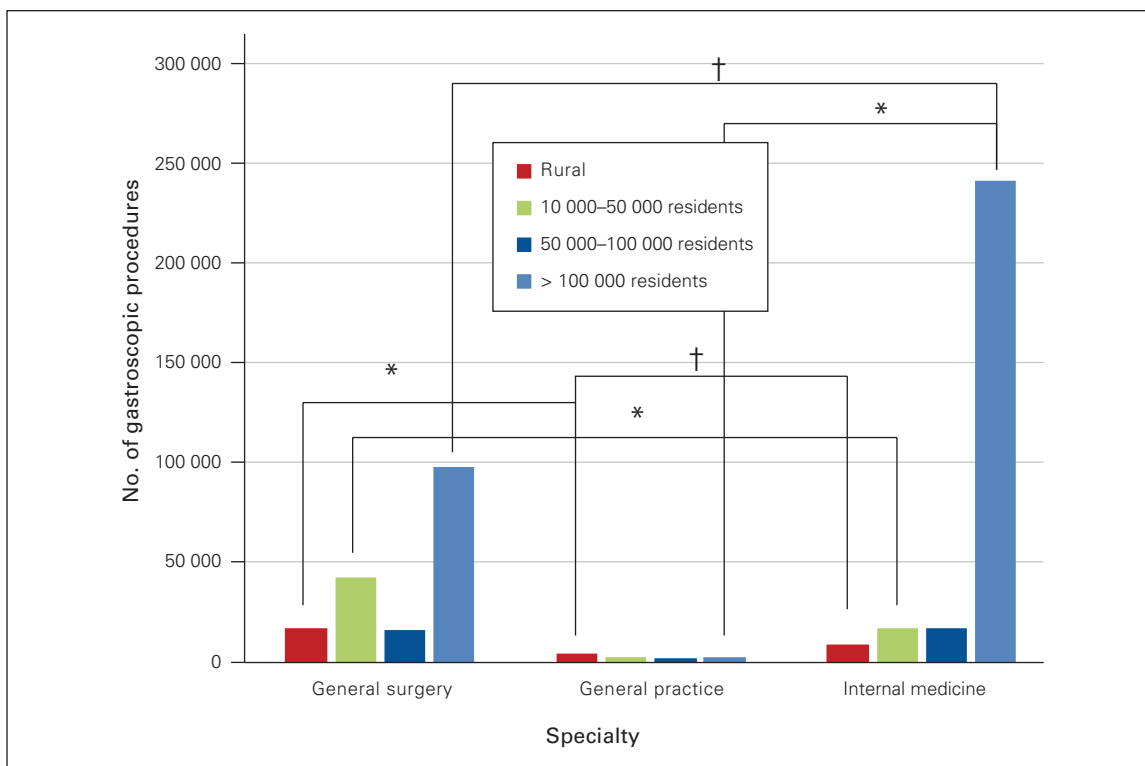 No. of gastroscopic procedures
300 000
250 000
200 000
150 000
100 000
50 000
0
†
*
Rural
10 000–50 000 residents
50 000–100 000 residents
> 100 000 residents
*
†
*
General surgery
General practice
Internal medicine
Specialty